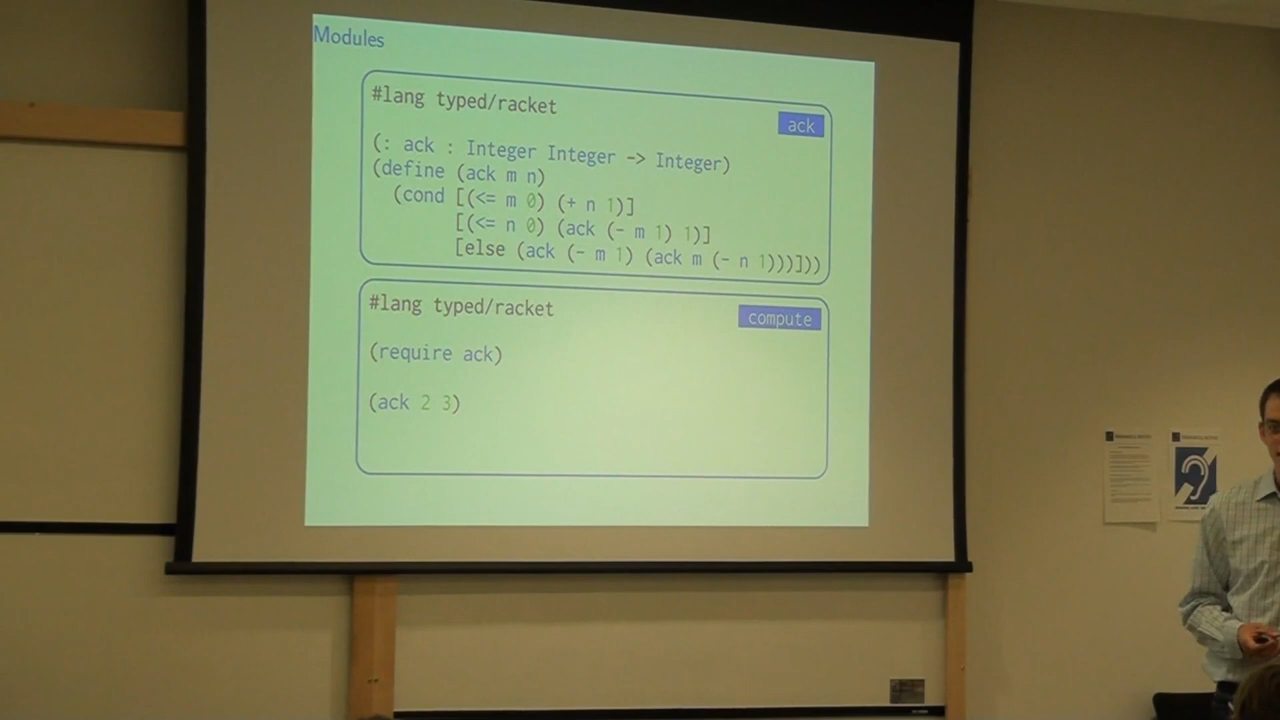 Modules
#lang typed/racket
ack
(: ack : Integer Integer -> Integer)
(define (ack m n)
(cond [(<= m 0) (+ n 1)]
[(<= n 0) (ack (- m 1) 1)]
[else (ack (- m 1) (ack m (- n 1)))]))
#lang typed/racket
compute
(require ack)
(ack 2 3)